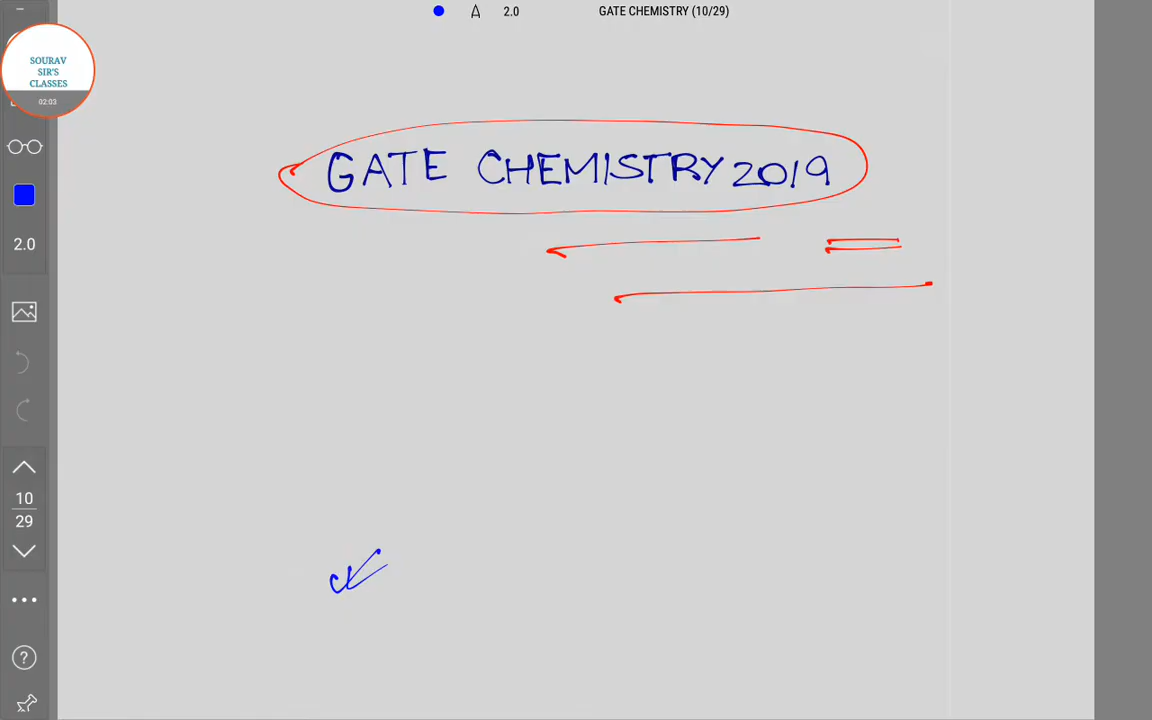 2.0 GATE CHEMISTRY (10/29)
SOURAV
SIR'S
CLASSES
02:03
GATE CHEMISTRY 2019
2.0
10
29
?